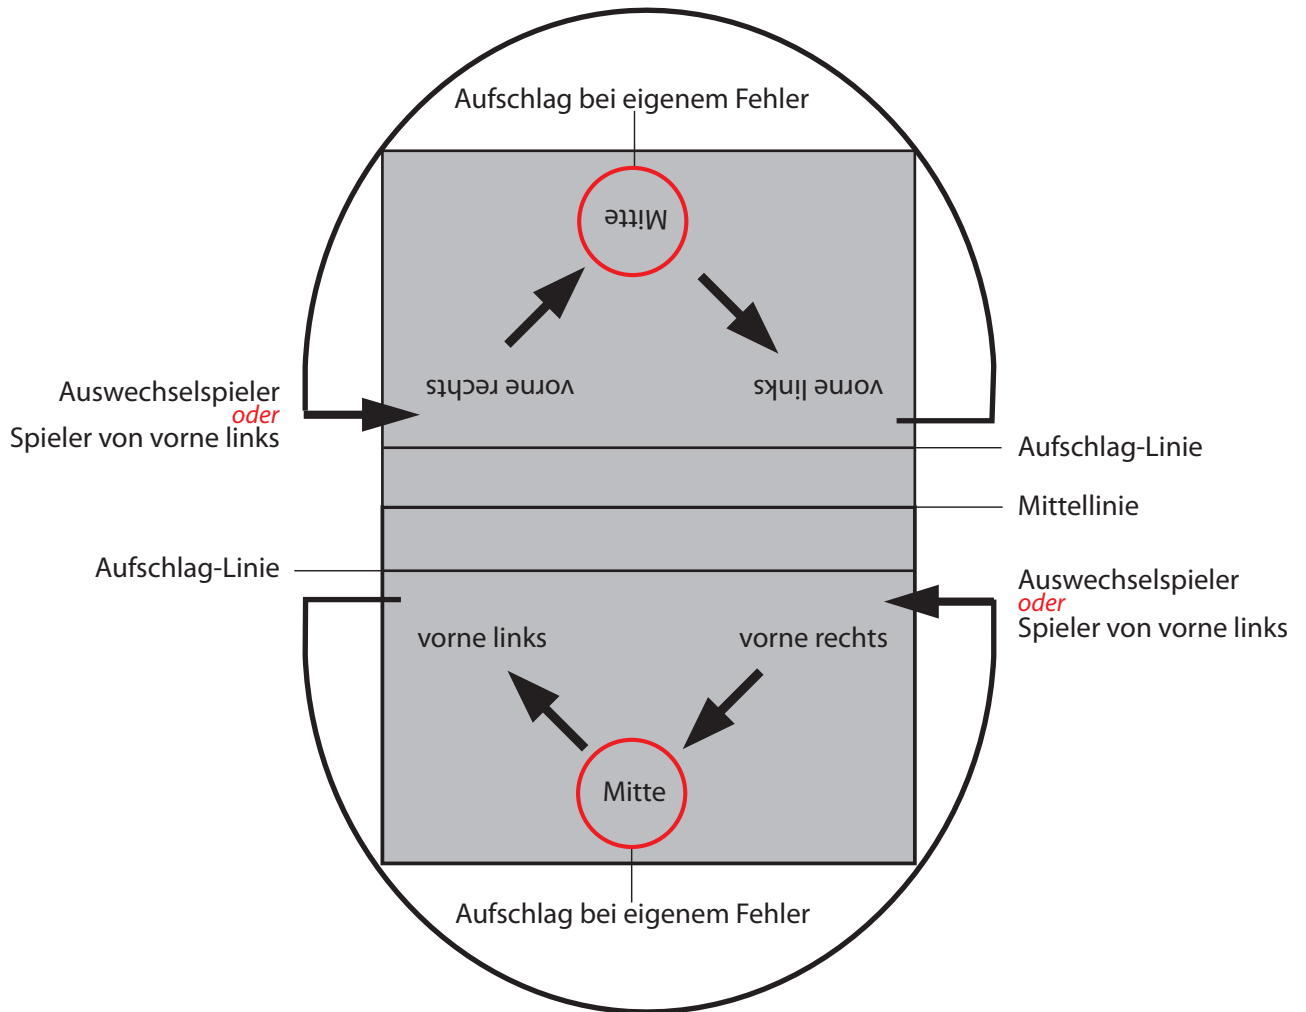 Aufschlag bei eigenem Fehler
Mitte
vorne rechts
vorne links
Auswechselspieler
oder
Spieler von vorne links
Aufschlag-Linie
Mittellinie
Aufschlag-Linie
Auswechselspieler
oder
Spieler von vorne links
vorne links
vorne rechts
Mitte
Aufschlag bei eigenem Fehler